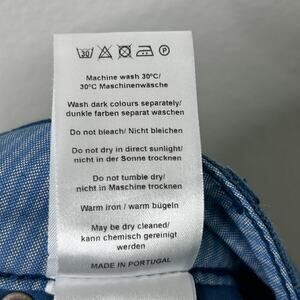 30 P
Machine wash 30°C/
30°C Maschinenwäsche
Wash dark colours separately/
dunkle farben separat waschen
Do not bleach/ Nicht bleichen
Do not dry in direct sunlight/
nicht in der Sonne trocknen
Do not tumble dry/
nicht in Maschine trocknen
Warm iron / warm bügeln
May be dry cleaned/
kann chemisch gereinigt
werden
MADE IN PORTUGAL